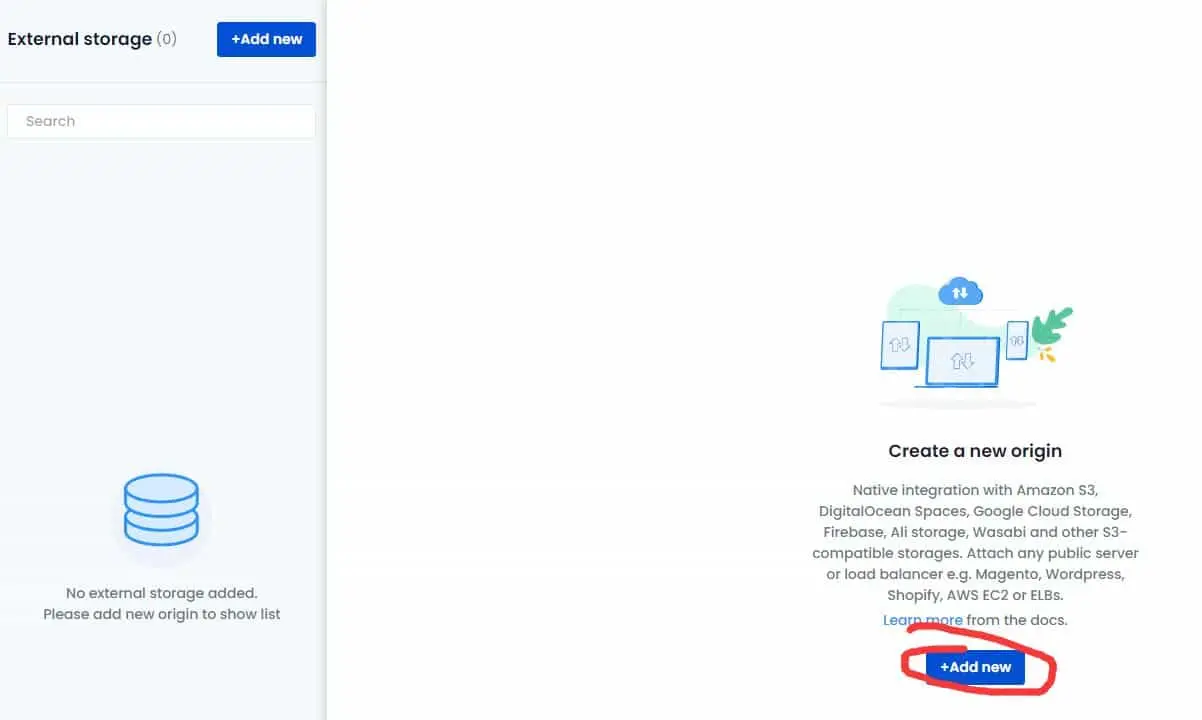 External storage (0)
+Add new
Search
No external storage added.
Please add new origin to show list
Create a new origin
Native integration with Amazon S3,
DigitalOcean Spaces, Google Cloud Storage,
Firebase, Ali storage, Wasabi and other S3-
compatible storages. Attach any public server
or load balancer e.g. Magento, Wordpress,
Shopify, AWS EC2 or ELBs.
Learn more from the docs.
+Add new